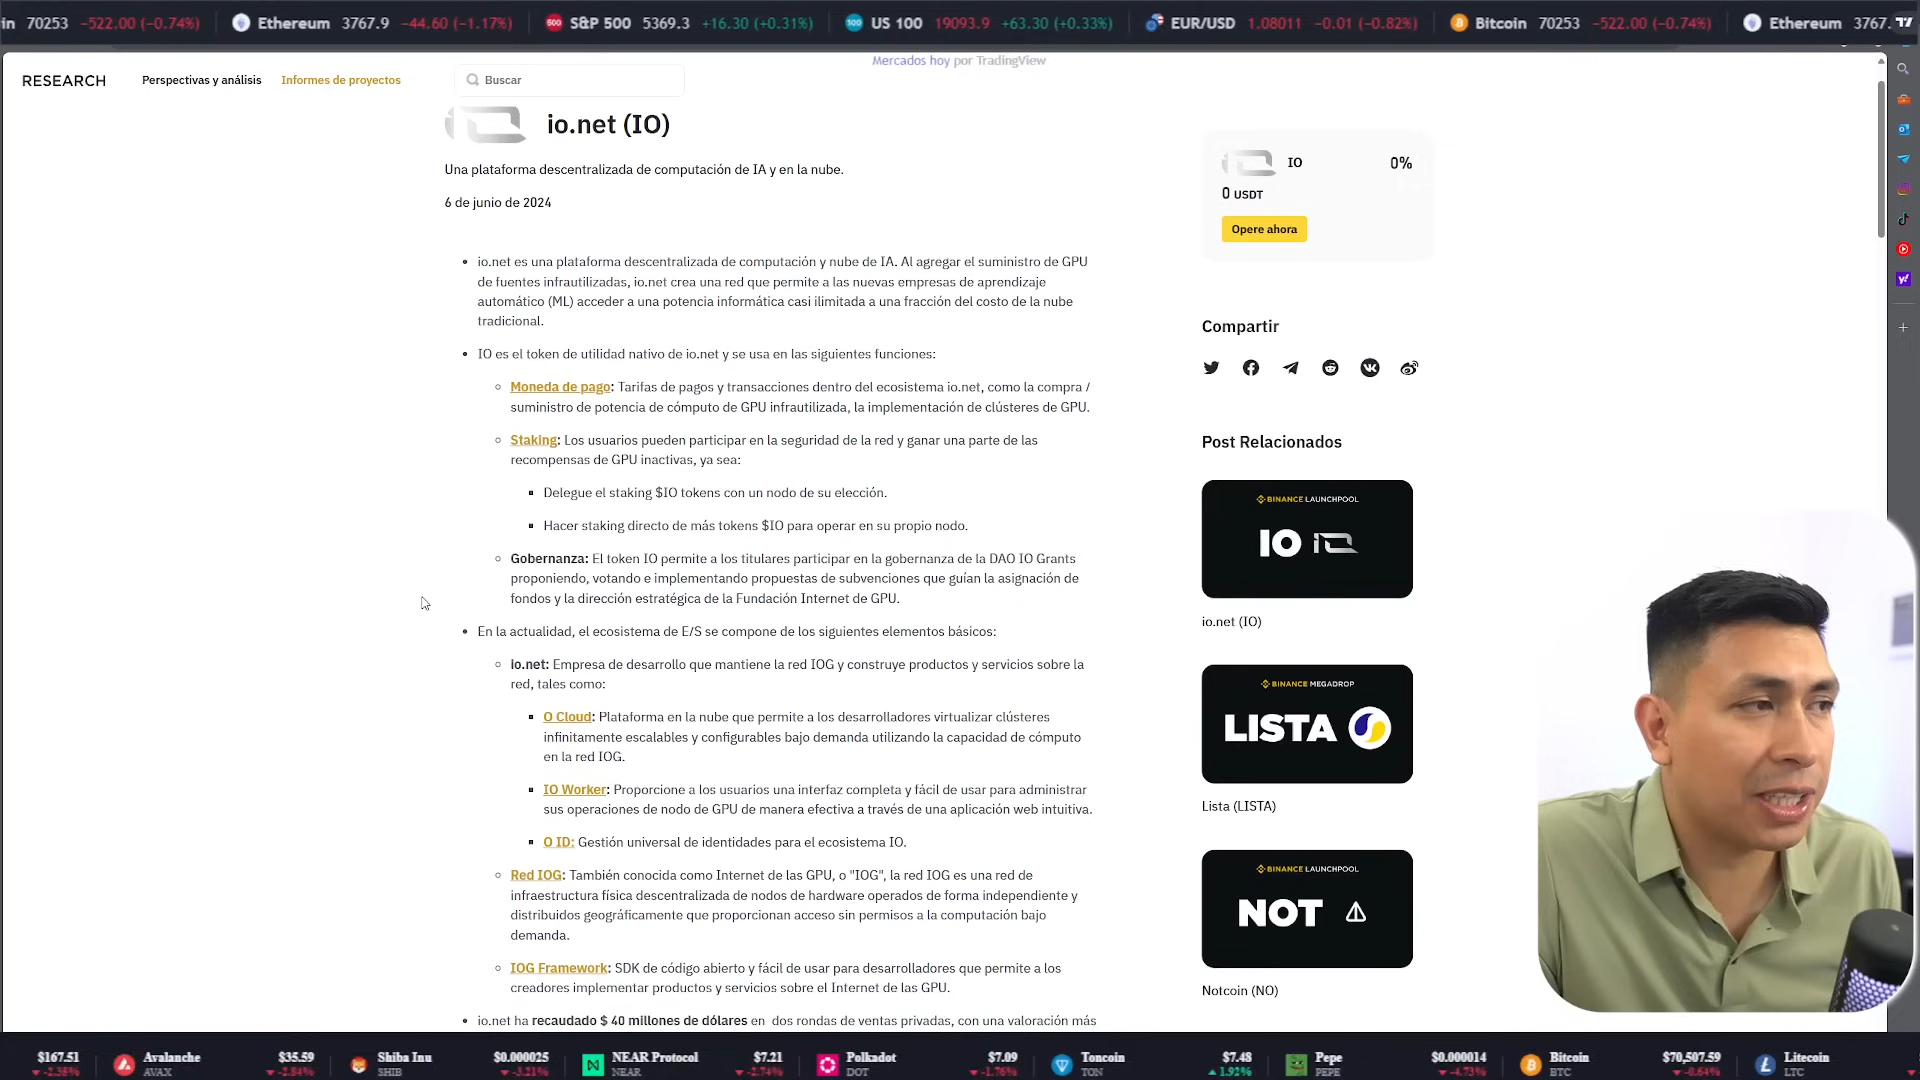 in 70253 -522.00 (-0.74%) Ethereum 3767.9 -44.60 (-1.17%) S&P 500 5369.3 +16.30 (+0.31%) US 100 19093.9 +63.30 (+0.33%) EUR/USD 1.08011 -0.01 (-0.82%) Bitcoin 70253 -522.00 (-0.74%) Ethereum 3767.
Mercados hoy por TradingView
RESEARCH Perspectivas y análisis Informes de proyectos Buscar
io.net (IO)
Una plataforma descentralizada de computación de IA y en la nube.
6 de junio de 2024
io.net es una plataforma descentralizada de computación y nube de IA. Al agregar el suministro de GPU
de fuentes infrautilizadas, io.net crea una red que permite a las nuevas empresas de aprendizaje
automático (ML) acceder a una potencia informática casi ilimitada a una fracción del costo de la nube
tradicional.
IO es el token de utilidad nativo de io.net y se usa en las siguientes funciones:
Moneda de pago: Tarifas de pagos y transacciones dentro del ecosistema io.net, como la compra /
suministro de potencia de cómputo de GPU infrautilizada, la implementación de clústeres de GPU.
Staking: Los usuarios pueden participar en la seguridad de la red y ganar una parte de las
recompensas de GPU inactivas, ya sea:
Delegue el staking $IO tokens con un nodo de su elección.
Hacer staking directo de más tokens $IO para operar en su propio nodo.
Gobernanza: El token IO permite a los titulares participar en la gobernanza de la DAO IO Grants
proponiendo, votando e implementando propuestas de subvenciones que guían la asignación de
fondos y la dirección estratégica de la Fundación Internet de GPU.
En la actualidad, el ecosistema de E/S se compone de los siguientes elementos básicos:
io.net: Empresa de desarrollo que mantiene la red IOG y construye productos y servicios sobre la
red, tales como:
O Cloud: Plataforma en la nube que permite a los desarrolladores virtualizar clústeres
infinitamente escalables y configurables bajo demanda utilizando la capacidad de cómputo
en la red IOG.
IO Worker: Proporcione a los usuarios una interfaz completa y fácil de usar para administrar
sus operaciones de nodo de GPU de manera efectiva a través de una aplicación web intuitiva.
O ID: Gestión universal de identidades para el ecosistema IO.
Red IOG: También conocida como Internet de las GPU, o "IOG", la red IOG es una red de
infraestructura física descentralizada de nodos de hardware operados de forma independiente y
distribuidos geográficamente que proporcionan acceso sin permisos a la computación bajo
demanda.
IOG Framework: SDK de código abierto y fácil de usar para desarrolladores que permite a los
creadores implementar productos y servicios sobre el Internet de las GPU.
io.net ha recaudado $ 40 millones de dólares en dos rondas de ventas privadas, con una valoración más
IO 0%
0 USDT
Opere ahora
Compartir
Post Relacionados
BINANCE LAUNCHPOOL
IO
io.net (IO)
BINANCE MEGADROP
LISTA
Lista (LISTA)
BINANCE LAUNCHPOOL
NOT
Notcoin (NO)
$167.51 Avalanche $35.59 Shiba Inu $0.000025 NEAR Protocol $7.21 Polkadot $7.09 Toncoin $7.48 Pepe $0.000014 Bitcoin $70,507.59 Litecoin
-2.38% AVAX -2.84% SHIB -3.21% NEAR -2.74% DOT -1.76% TON 1.92% PEPE -4.73% BTC -0.64% LTC